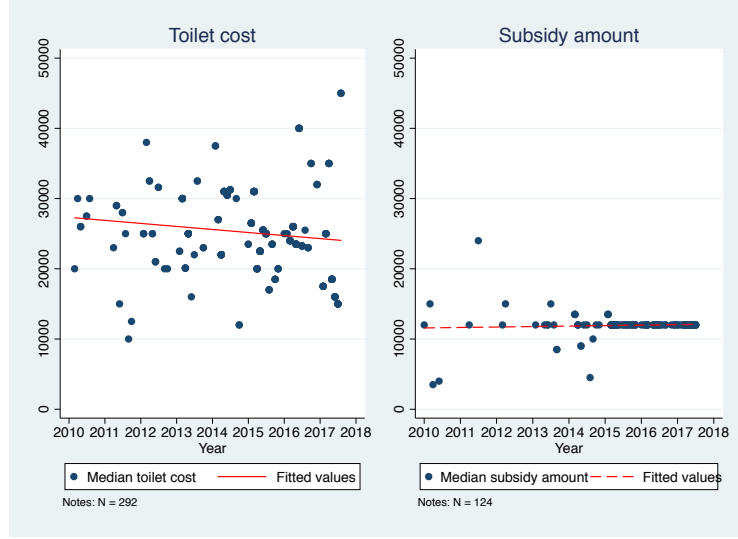 Toilet cost
50000
40000
30000
20000
10000
0
2010 2011 2012 2013 2014 2015 2016 2017 2018
Year
Median toilet cost Fitted values
Notes: N = 292
Subsidy amount
50000
40000
30000
20000
10000
0
2010 2011 2012 2013 2014 2015 2016 2017 2018
Year
Median subsidy amount Fitted values
Notes: N = 124